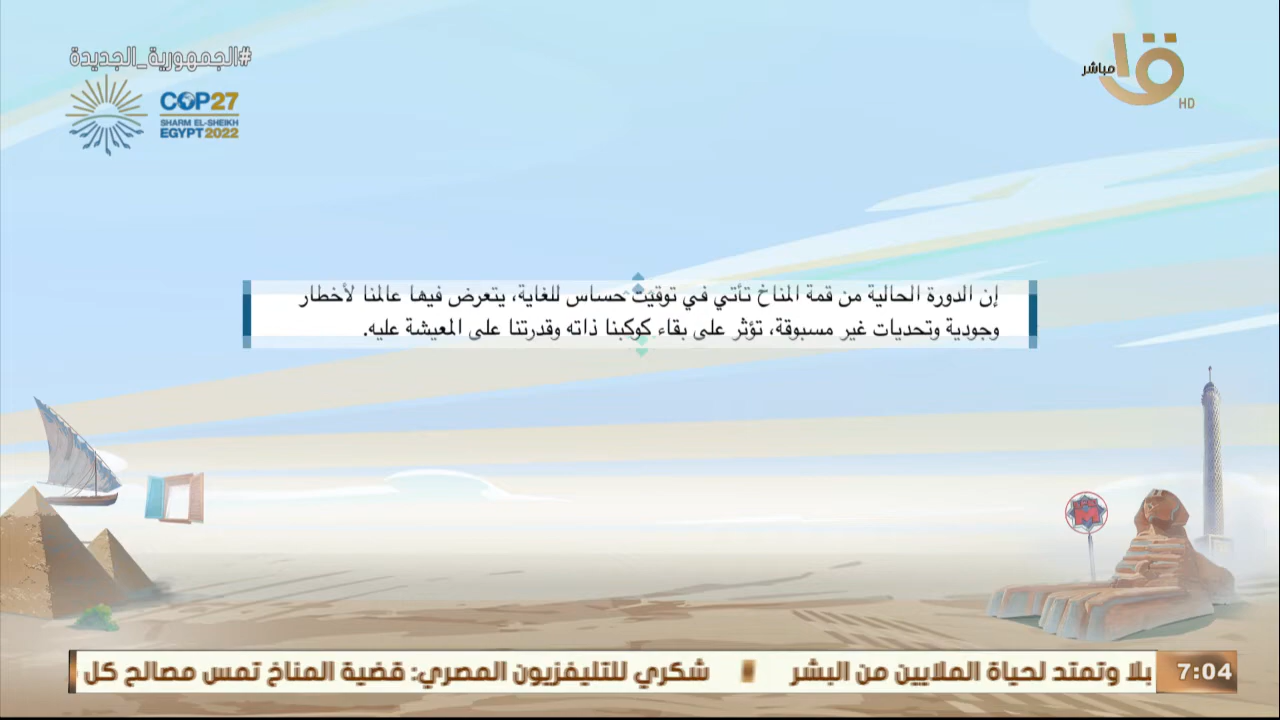 #الجمهورية_الجديدة
COP27
SHARM EL-SHEIKH
EGYPT 2022
مباشر
HD
إن الدورة الحالية من قمة المناخ تأتي في توقيت حساس للغاية، يتعرض فيها عالمنا لأخطار
وجودية وتحديات غير مسبوقة، تؤثر على بقاء كوكبنا ذاته وقدرتنا على المعيشة عليه.
M
7:04
بلا وتمتد لحياة الملايين من البشر شكري للتليفزيون المصري: قضية المناخ تمس مصالح كل